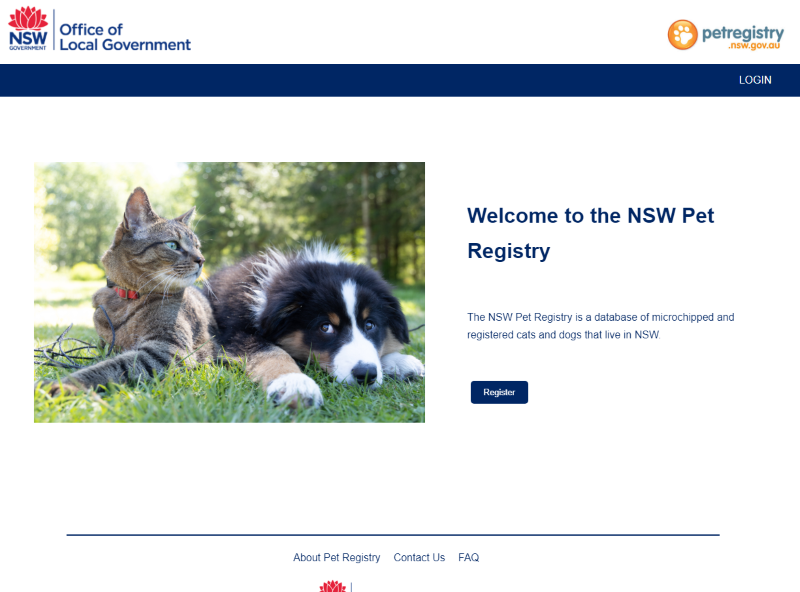 NSW
GOVERNMENT
Office of
Local Government
petregistry
.nsw.gov.au
LOGIN
Welcome to the NSW Pet
Registry
The NSW Pet Registry is a database of microchipped and
registered cats and dogs that live in NSW.
Register
About Pet Registry Contact Us FAQ